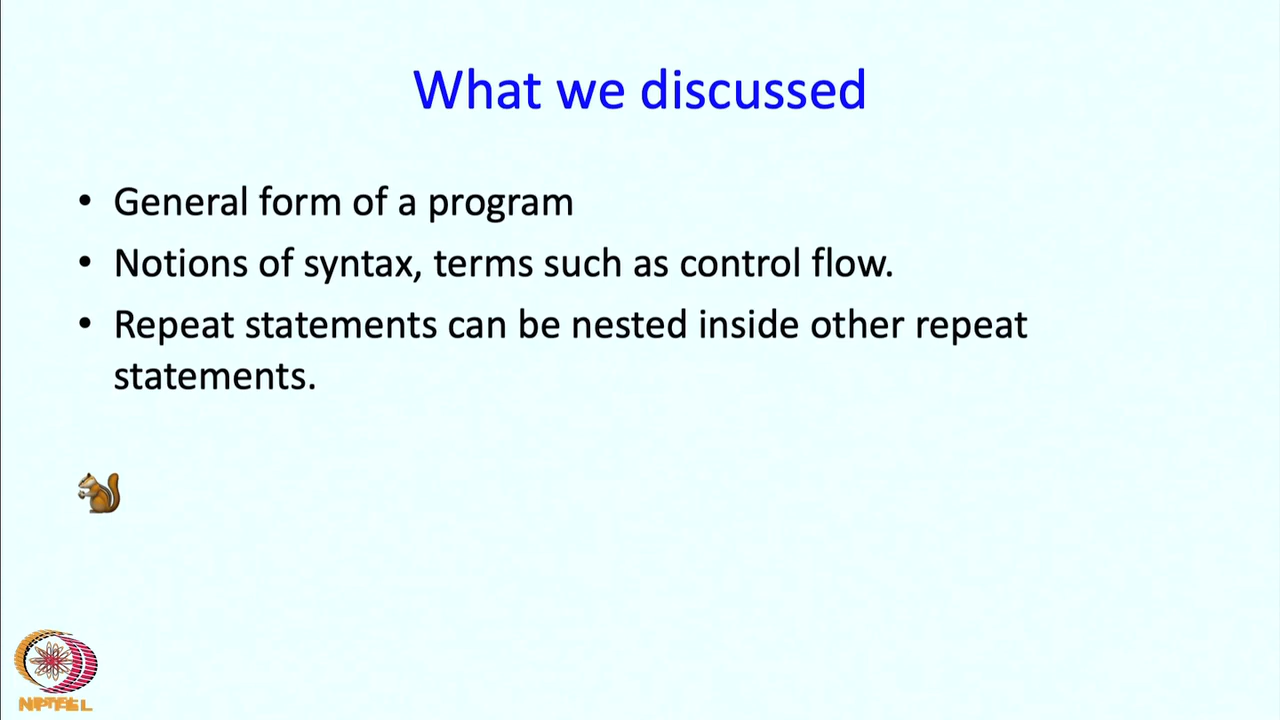 What we discussed
• General form of a program
• Notions of syntax, terms such as control flow.
• Repeat statements can be nested inside other repeat
statements.
NPTEL